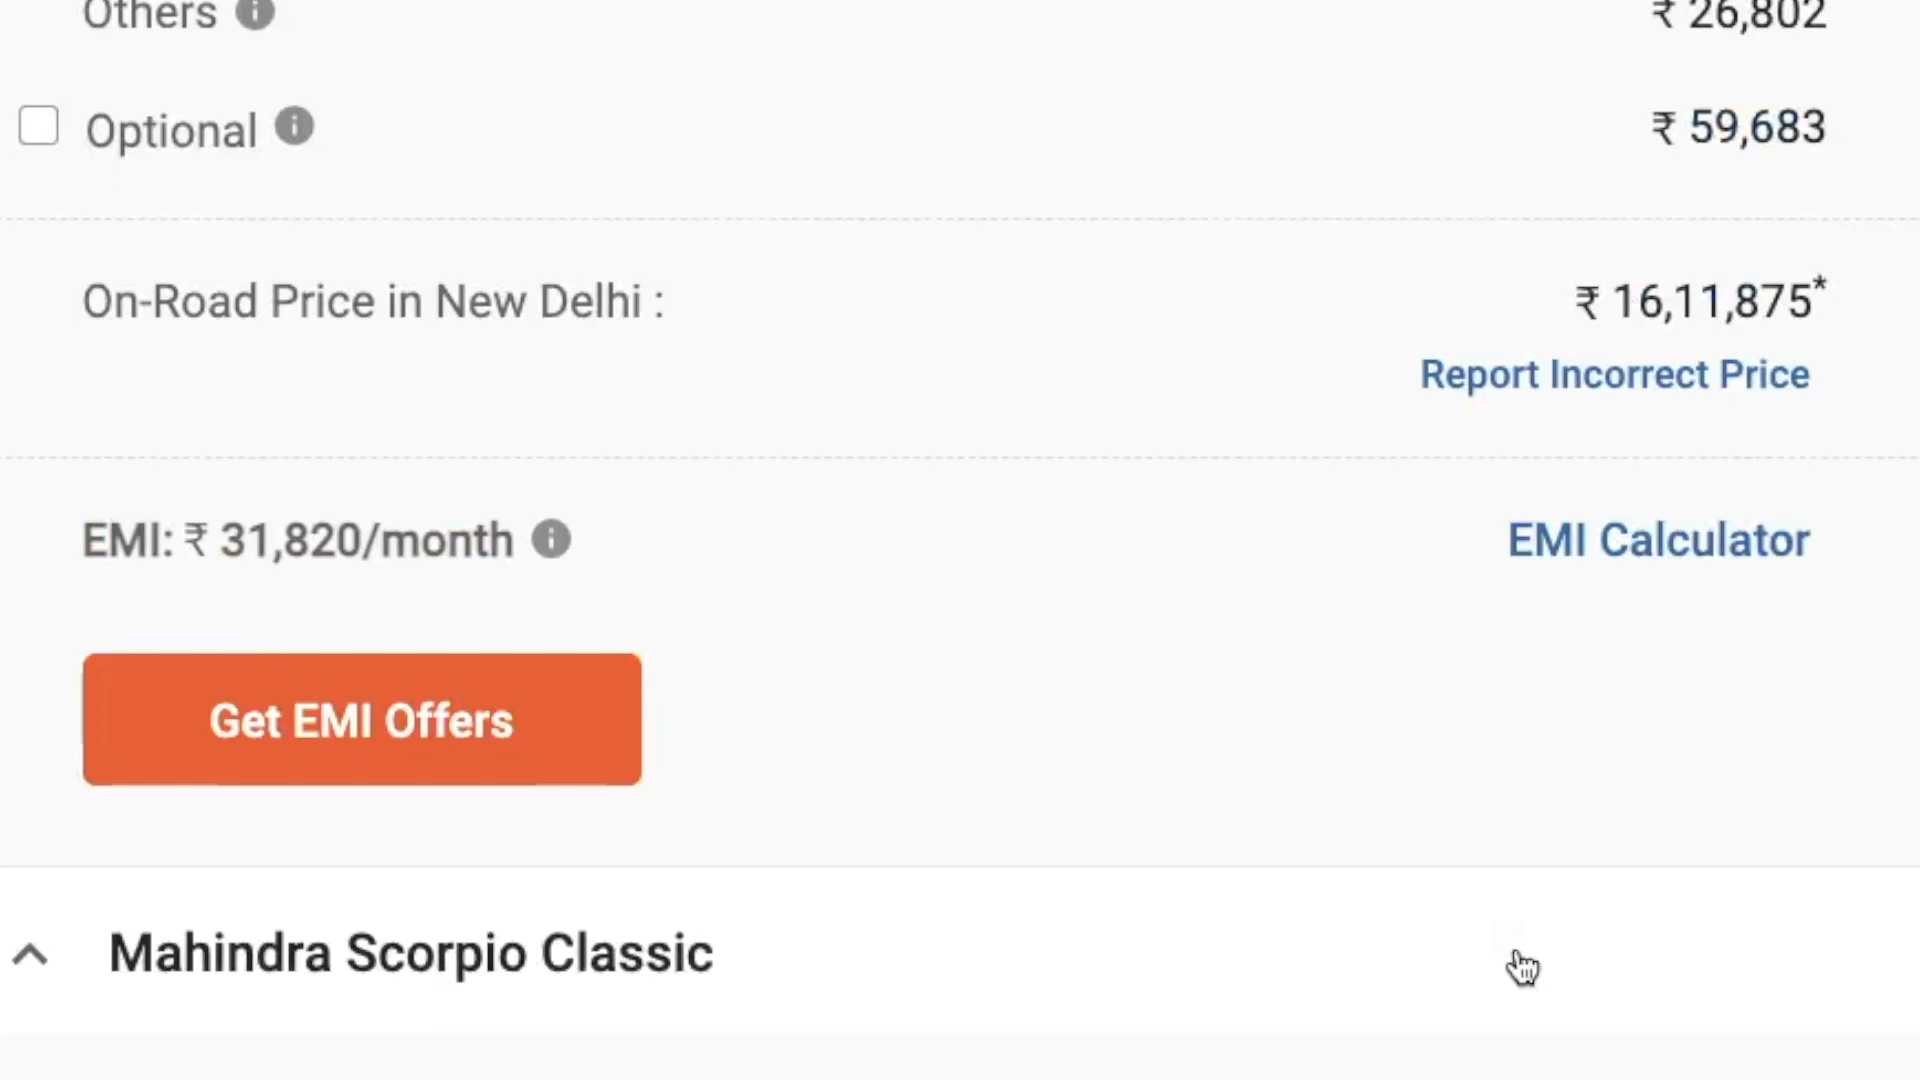 Others ₹ 26,802
Optional ₹ 59,683
On-Road Price in New Delhi : ₹ 16,11,875*
Report Incorrect Price
EMI: ₹ 31,820/month EMI Calculator
Get EMI Offers
Mahindra Scorpio Classic